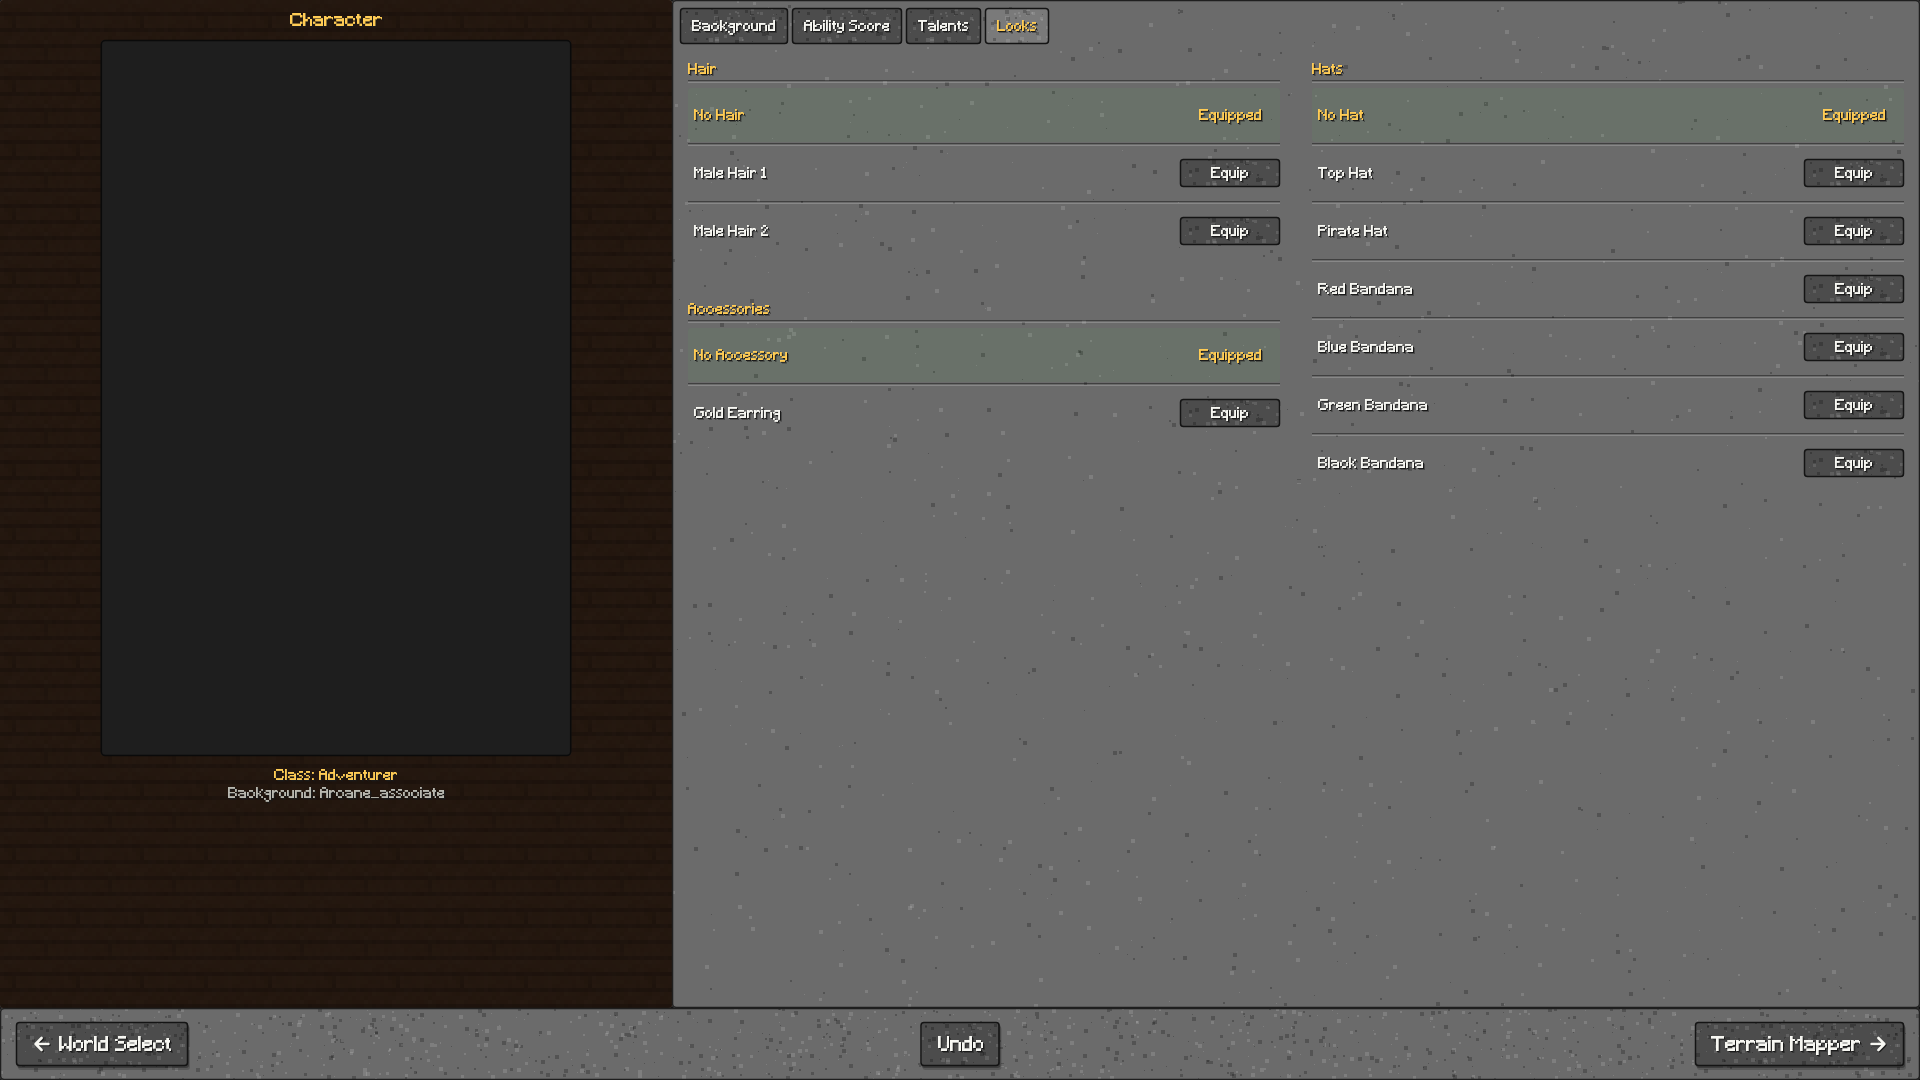 Character
Class: Adventurer
Background: Arcane_associate
Background
Ability Score
Talents
Looks
Hair
No Hair Equipped
Male Hair 1 Equip
Male Hair 2 Equip
Accessories
No Accessory Equipped
Gold Earring Equip
Hats
No Hat Equipped
Top Hat Equip
Pirate Hat Equip
Red Bandana Equip
Blue Bandana Equip
Green Bandana Equip
Black Bandana Equip
← World Select
Undo
Terrain Mapper →